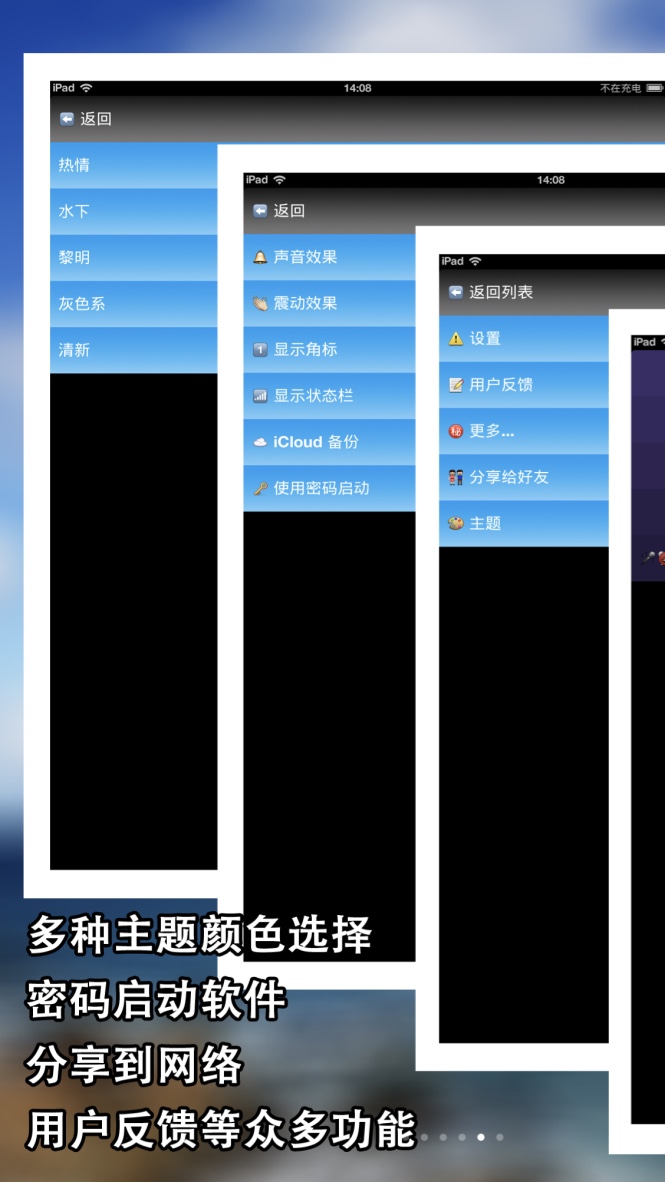 iPad
14:08
不在充电
返回
热情
水下
黎明
灰色系
清新
iPad
14:08
返回
声音效果
震动效果
1 显示角标
显示状态栏
iCloud 备份
使用密码启动
iPad
返回列表
设置
用户反馈
秘 更多...
分享给好友
主题
iPad
多种主题颜色选择
密码启动软件
分享到网络
用户反馈等众多功能